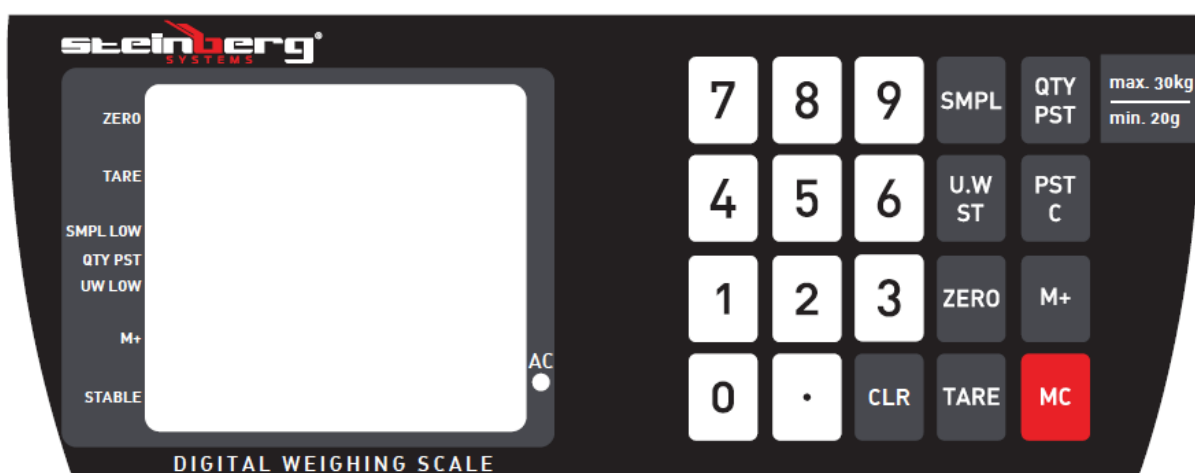 steinberg®
SYSTEMS
ZERO
TARE
SMPL LOW
QTY PST
UW LOW
M+
STABLE
AC
DIGITAL WEIGHING SCALE
7 8 9 SMPL QTY PST
4 5 6 U.W ST PST C
1 2 3 ZERO M+
0 . CLR TARE MC
max. 30kg
min. 20g